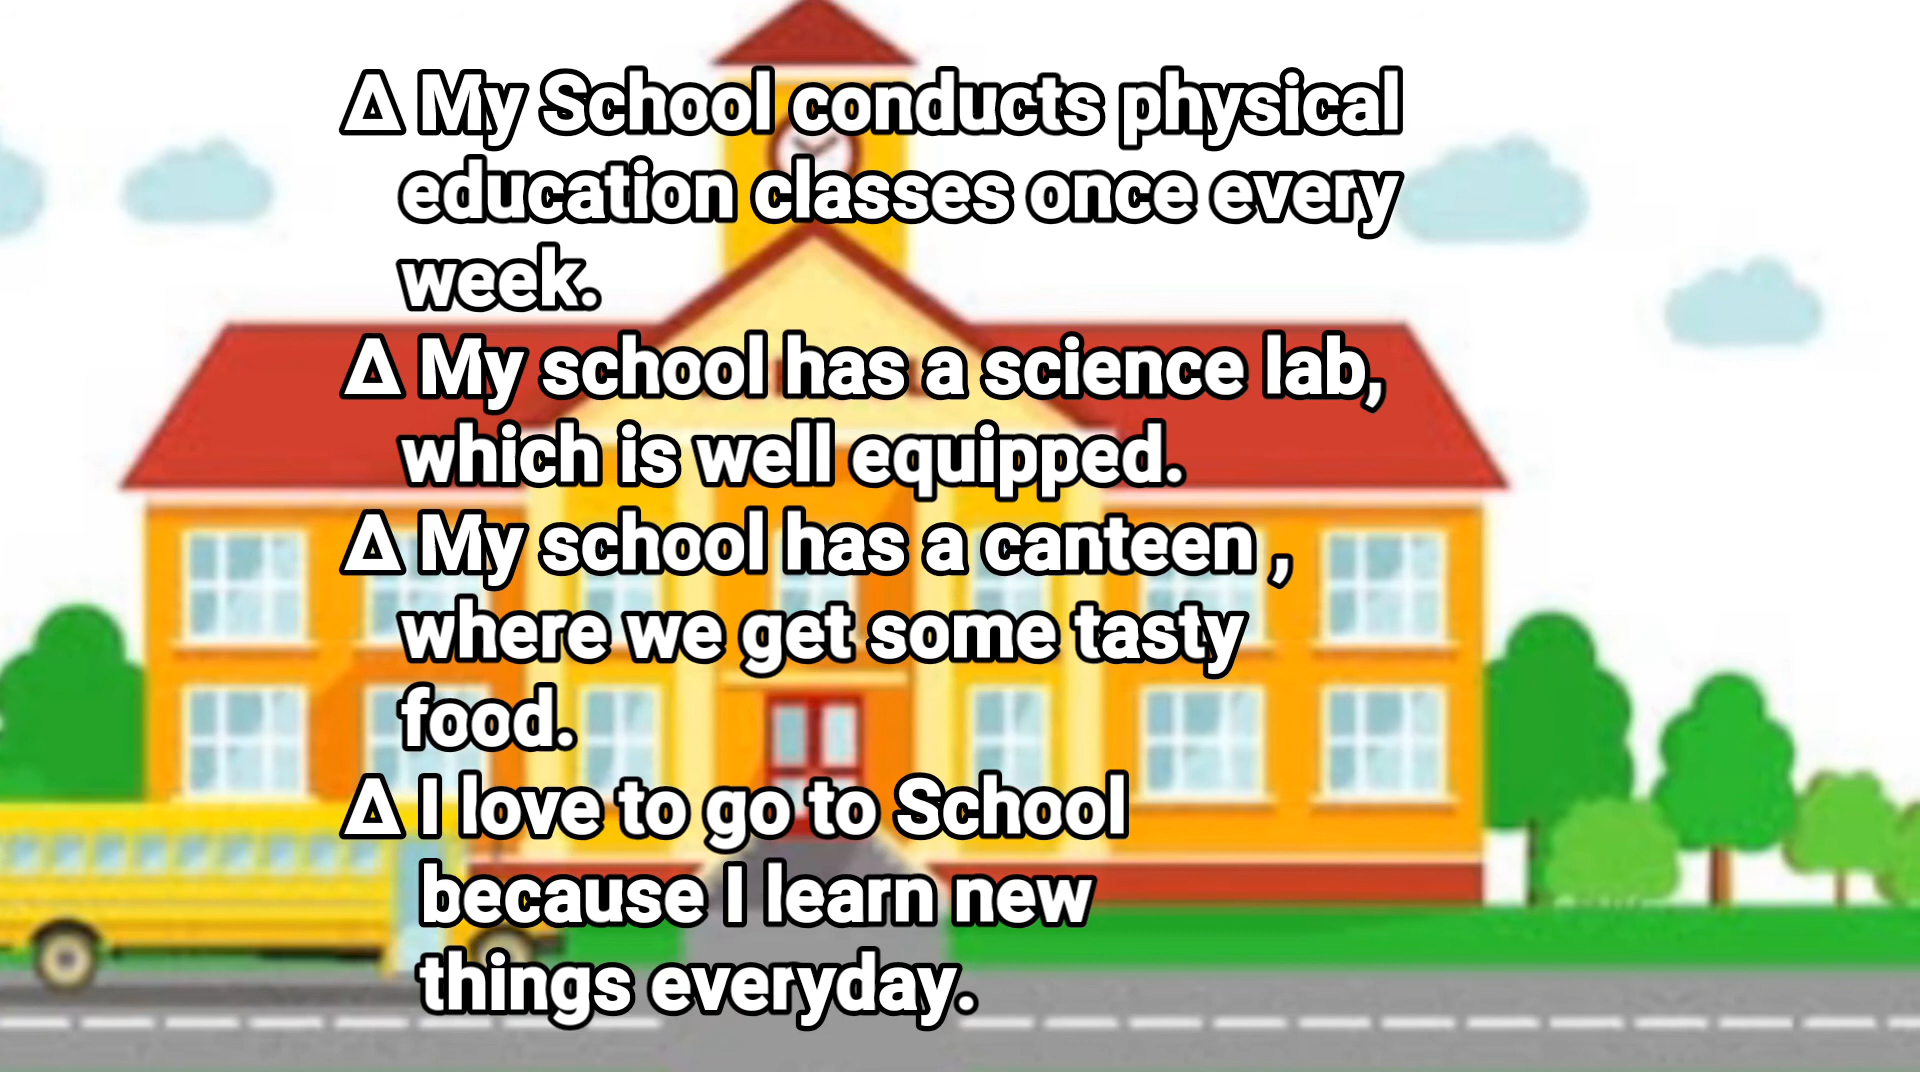 ∆ My School conducts physical
education classes once every
week.
∆ My school has a science lab,
which is well equipped.
∆ My school has a canteen ,
where we get some tasty
food.
∆ I love to go to School
because I learn new
things everyday.